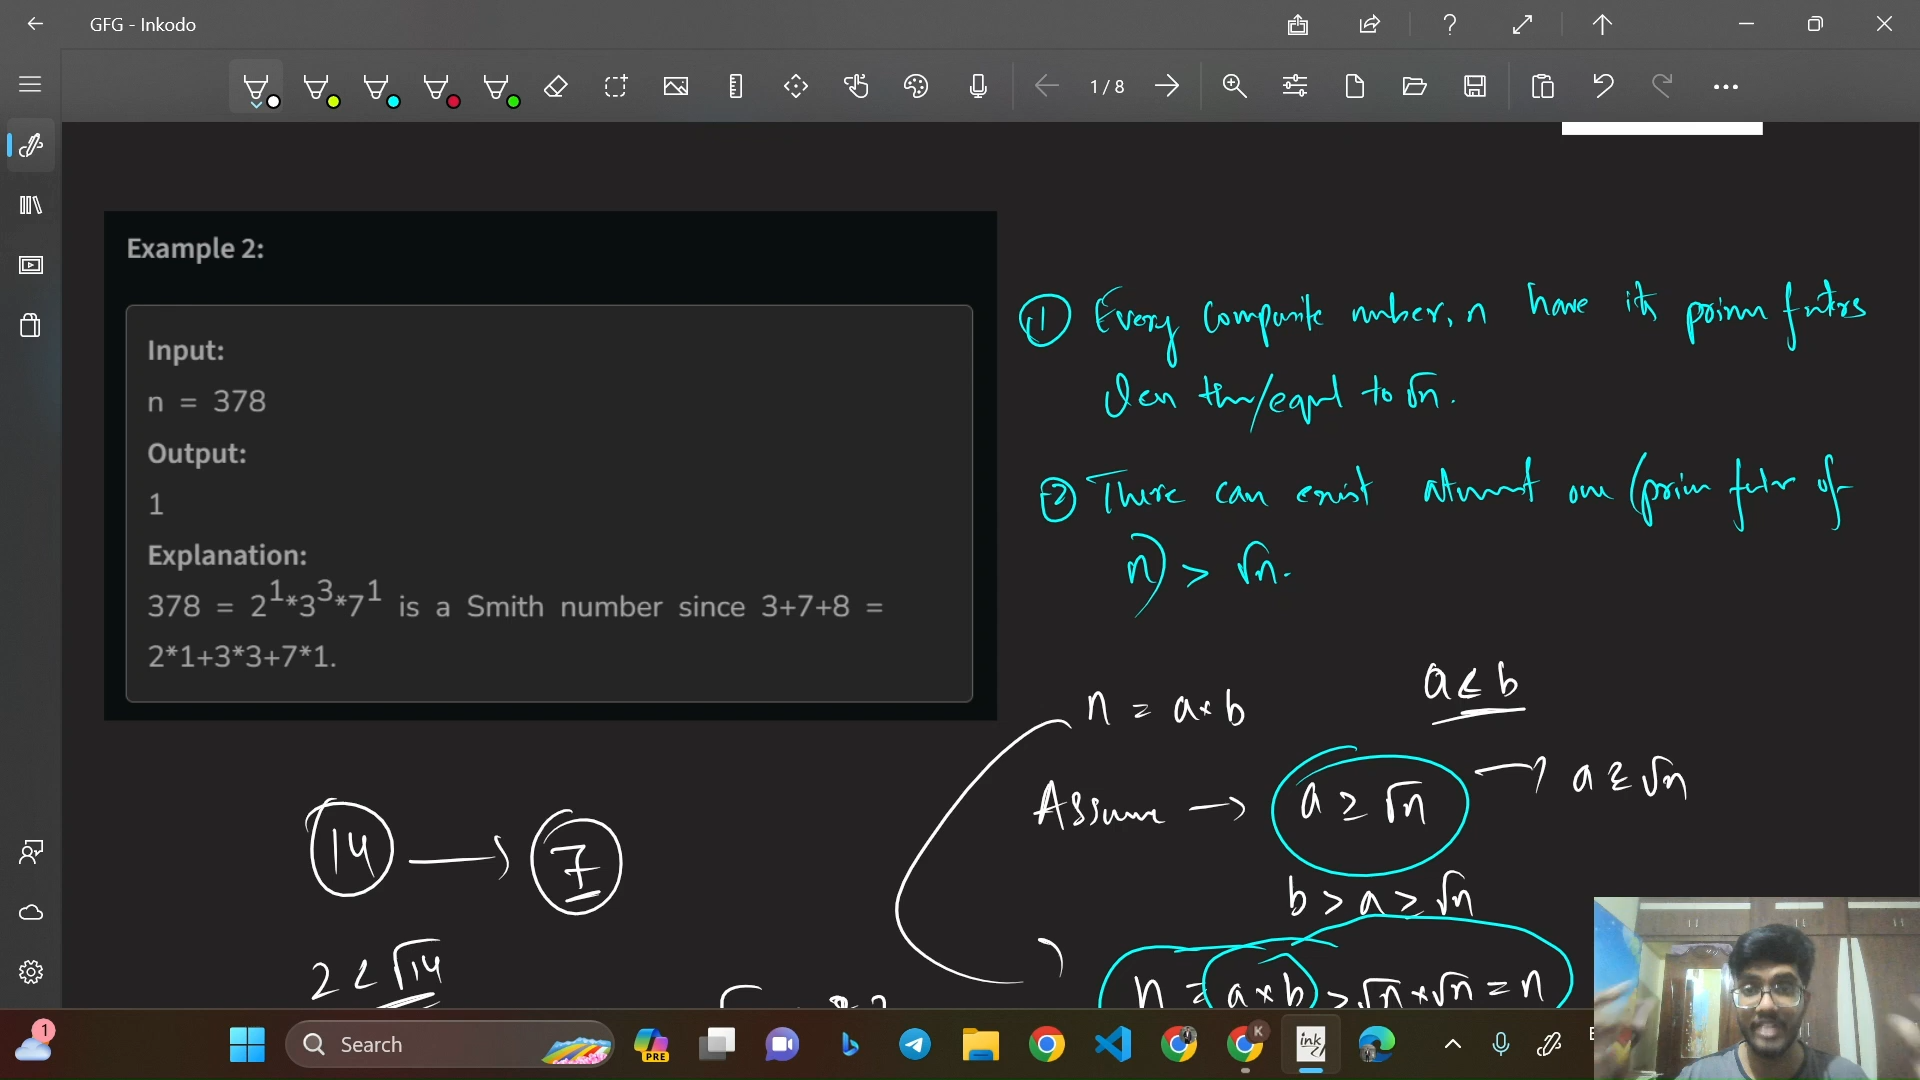 GFG - Inkodo
1 / 8
Example 2:
Input:
n = 378
Output:
1
Explanation:
378 = 2^1*3^3*7^1 is a Smith number since 3+7+8 =
2*1+3*3+7*1.
① Every composite number, n have its prime factors
less than/equal to √n.
② There can exist atmost one (prime factor of
n) > √n.
n = a×b
a ≤ b
Assume → a ≥ √n → a ≥ √n
b > a ≥ √n
n = a×b > √n×√n = n
14 → 7
2 < √14
1
Search
PRE
K
ink